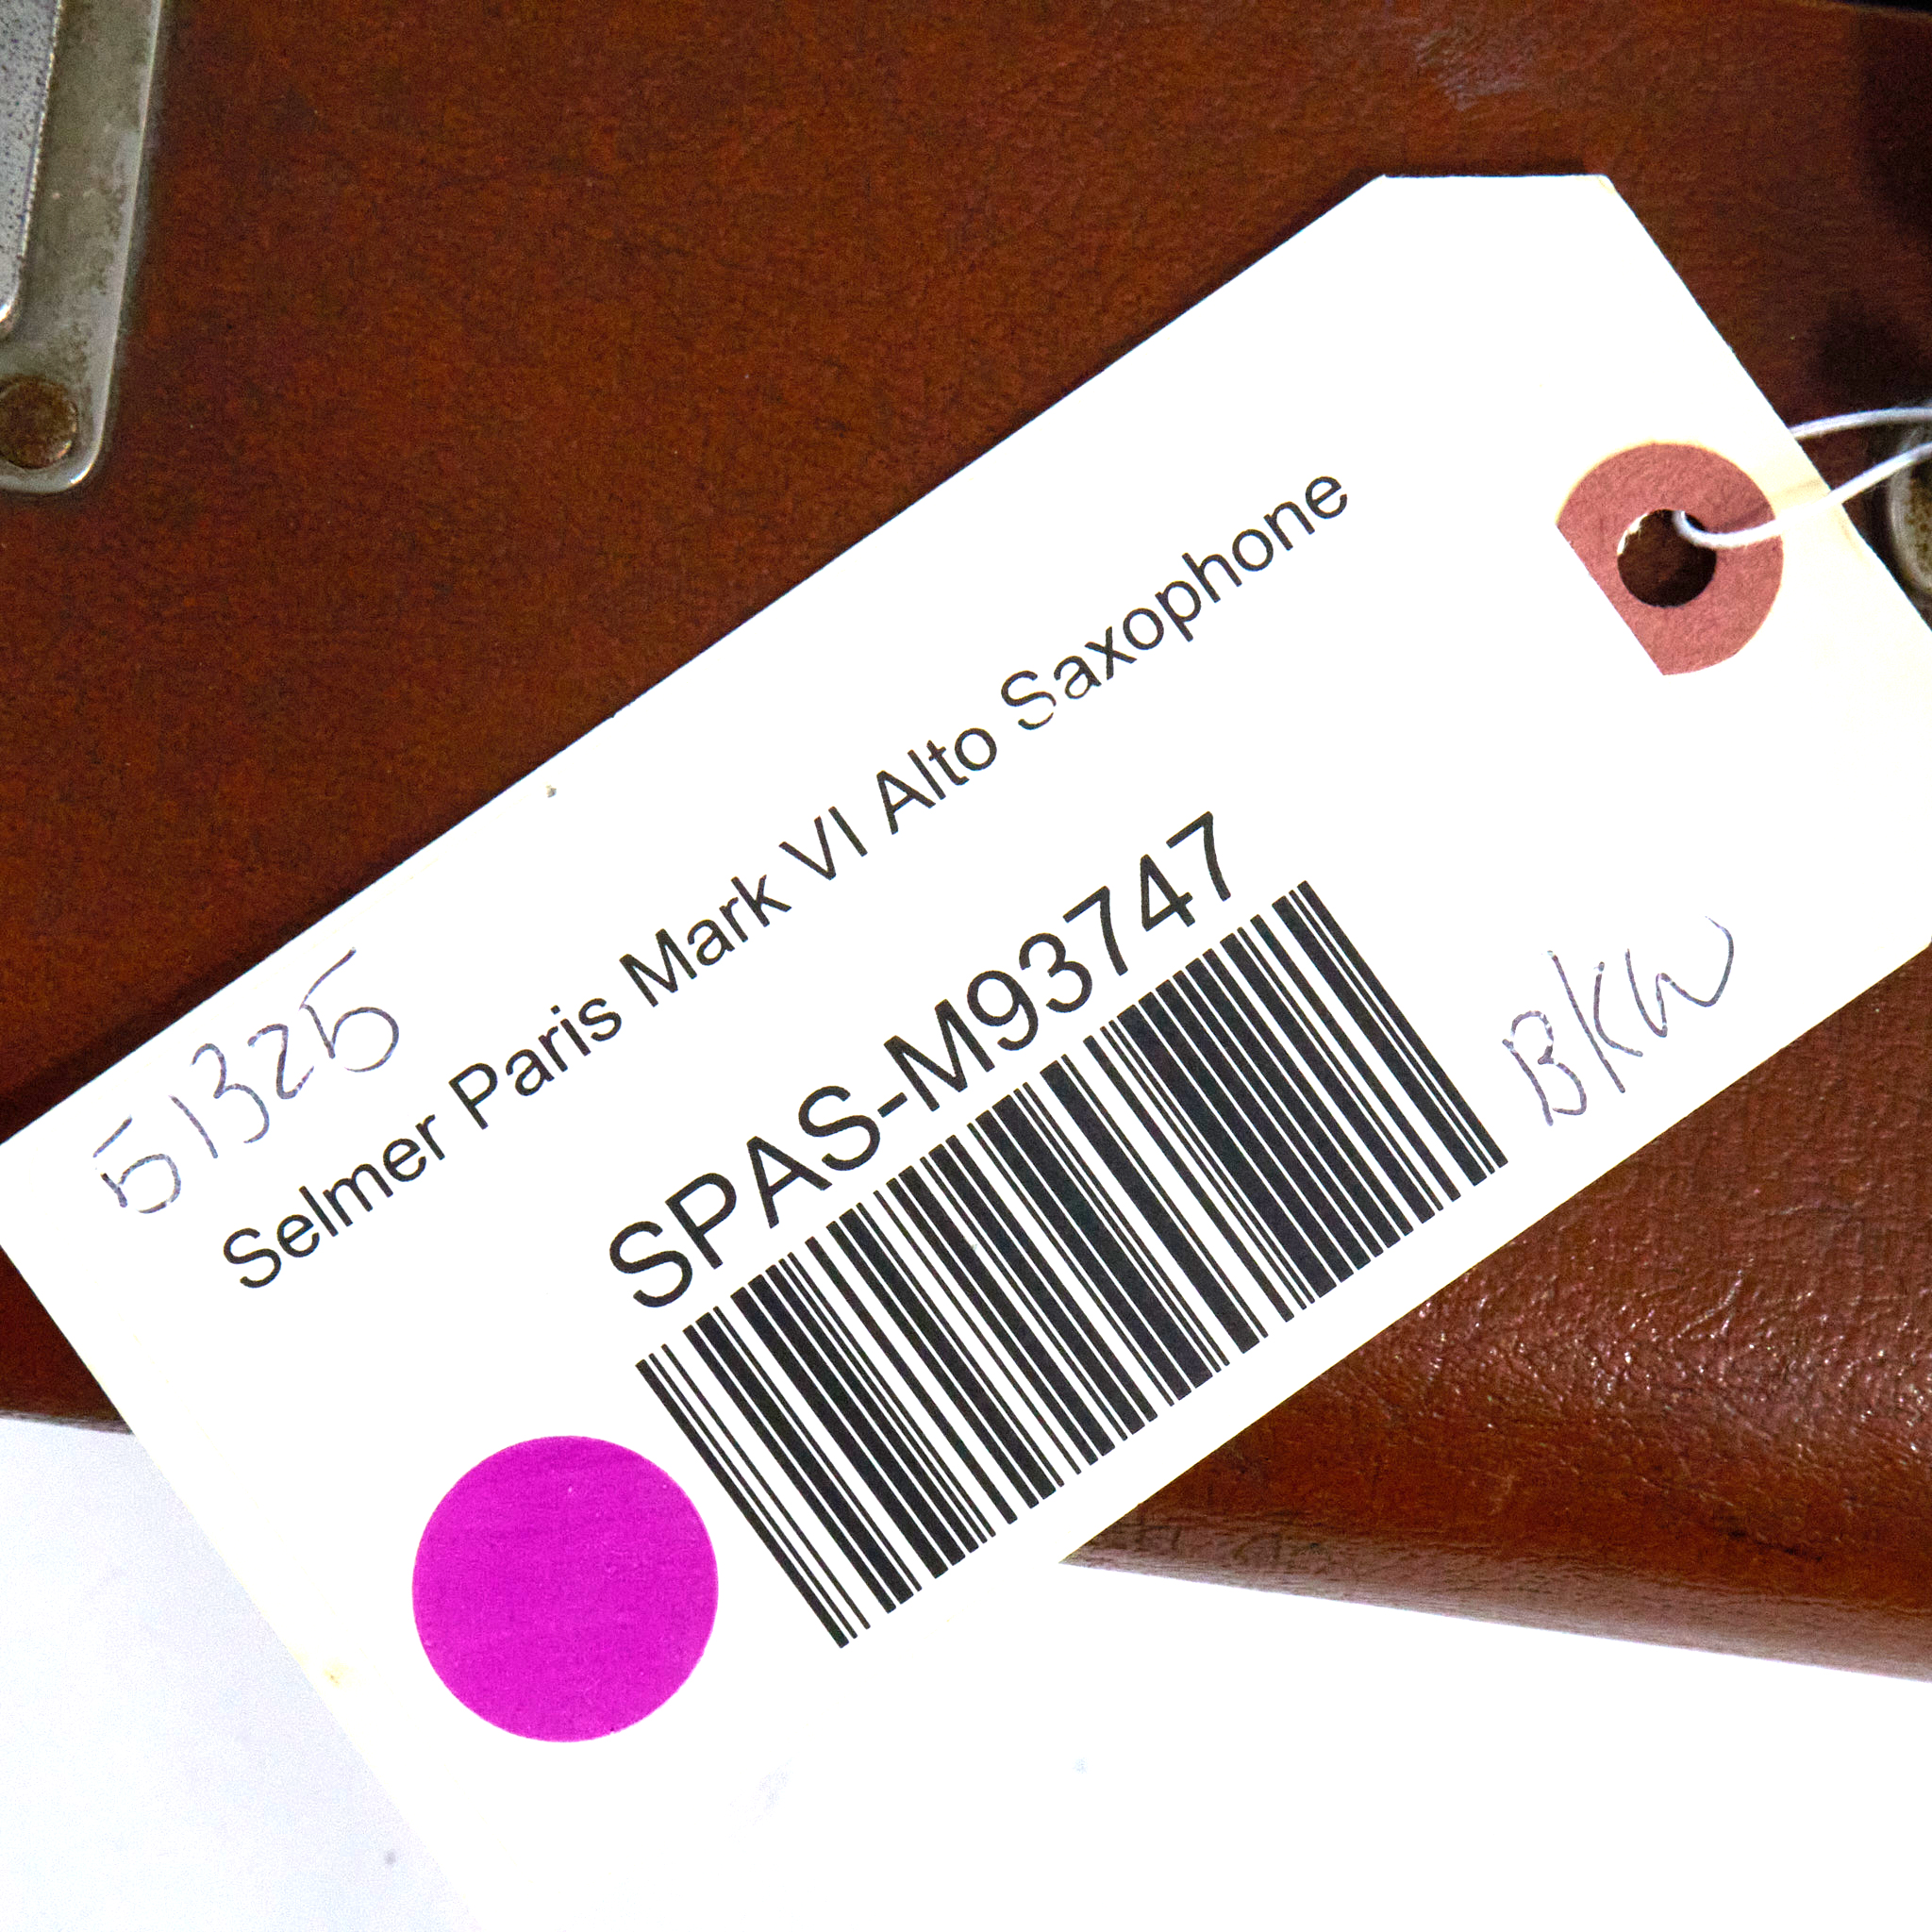 51325
Selmer Paris Mark VI Alto Saxophone
SPAS-M93747
BKW